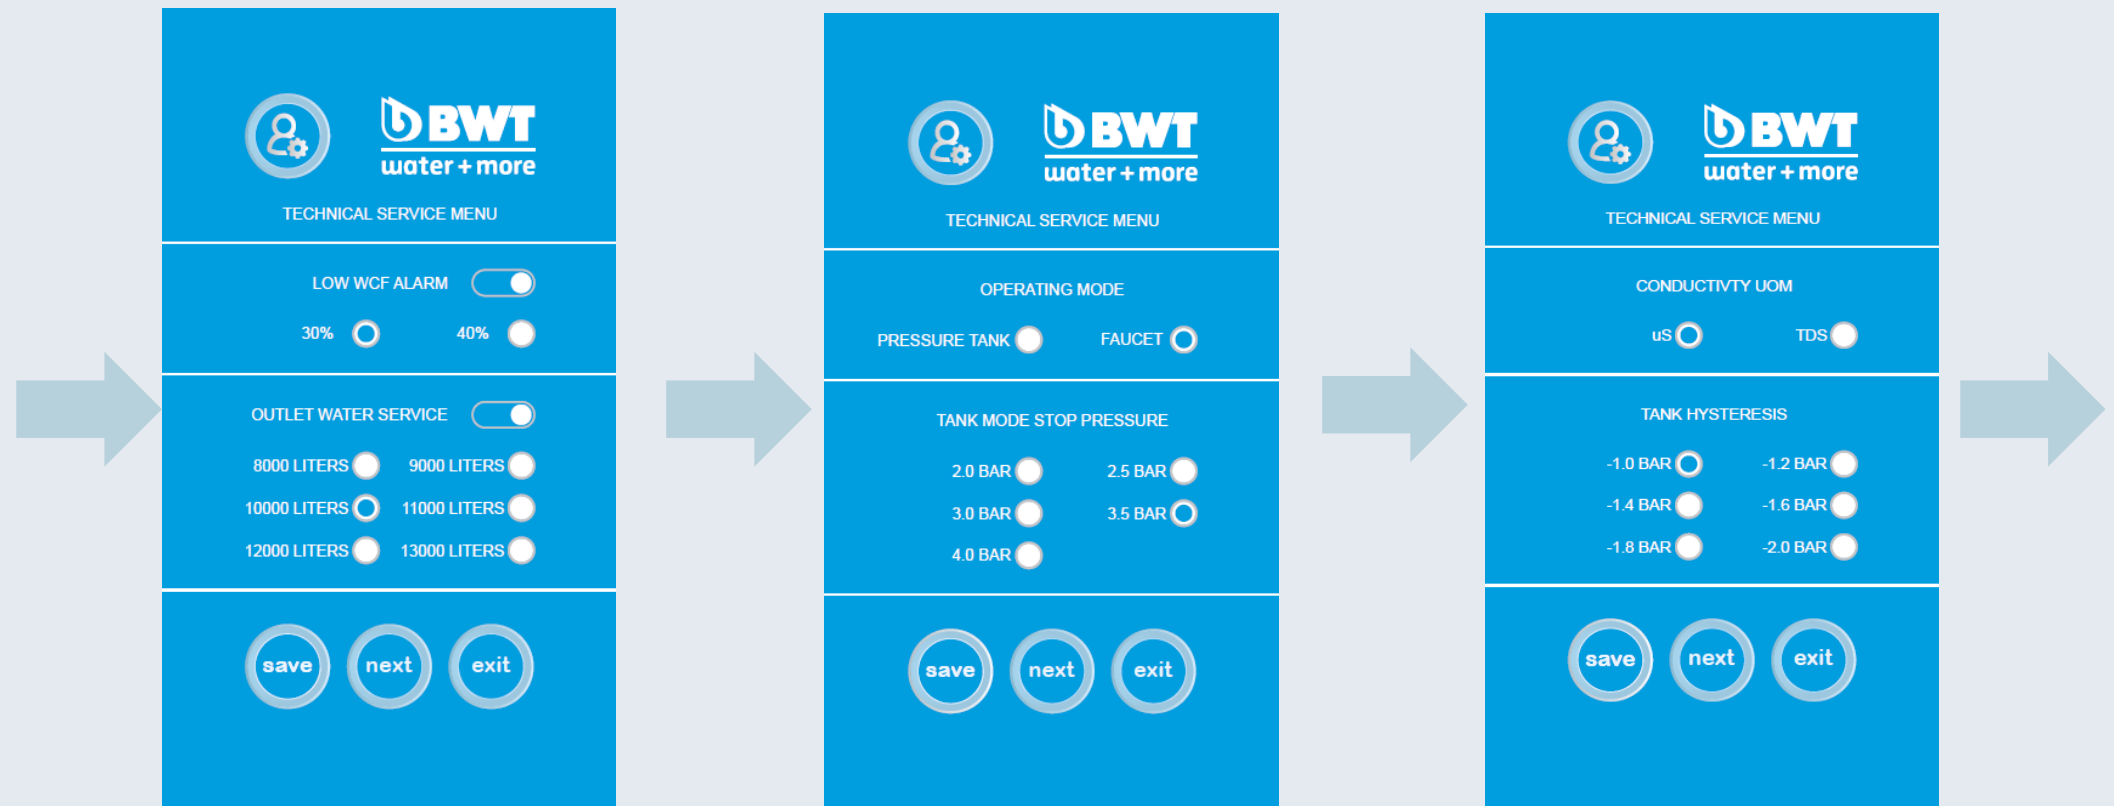 BWT
water + more
TECHNICAL SERVICE MENU
LOW WCF ALARM
30% 40%
OUTLET WATER SERVICE
8000 LITERS 9000 LITERS
10000 LITERS 11000 LITERS
12000 LITERS 13000 LITERS
save next exit
BWT
water + more
TECHNICAL SERVICE MENU
OPERATING MODE
PRESSURE TANK FAUCET
TANK MODE STOP PRESSURE
2.0 BAR 2.5 BAR
3.0 BAR 3.5 BAR
4.0 BAR
save next exit
BWT
water + more
TECHNICAL SERVICE MENU
CONDUCTIVTY UOM
uS TDS
TANK HYSTERESIS
-1.0 BAR -1.2 BAR
-1.4 BAR -1.6 BAR
-1.8 BAR -2.0 BAR
save next exit